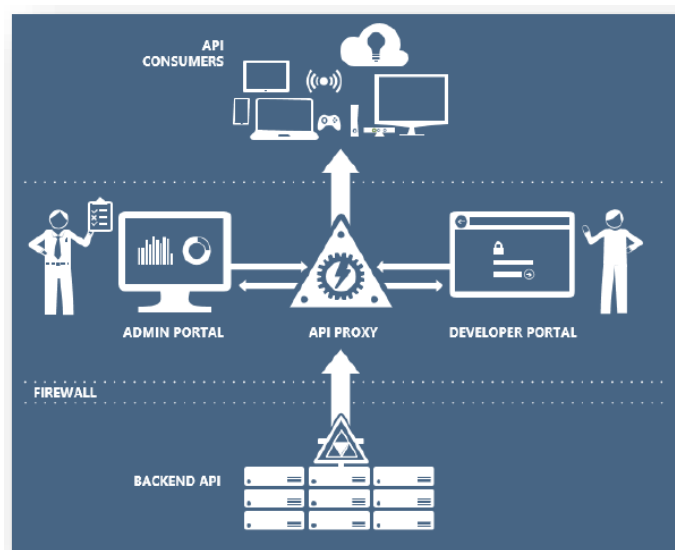 API
CONSUMERS
ADMIN PORTAL
API PROXY
DEVELOPER PORTAL
FIREWALL
BACKEND API